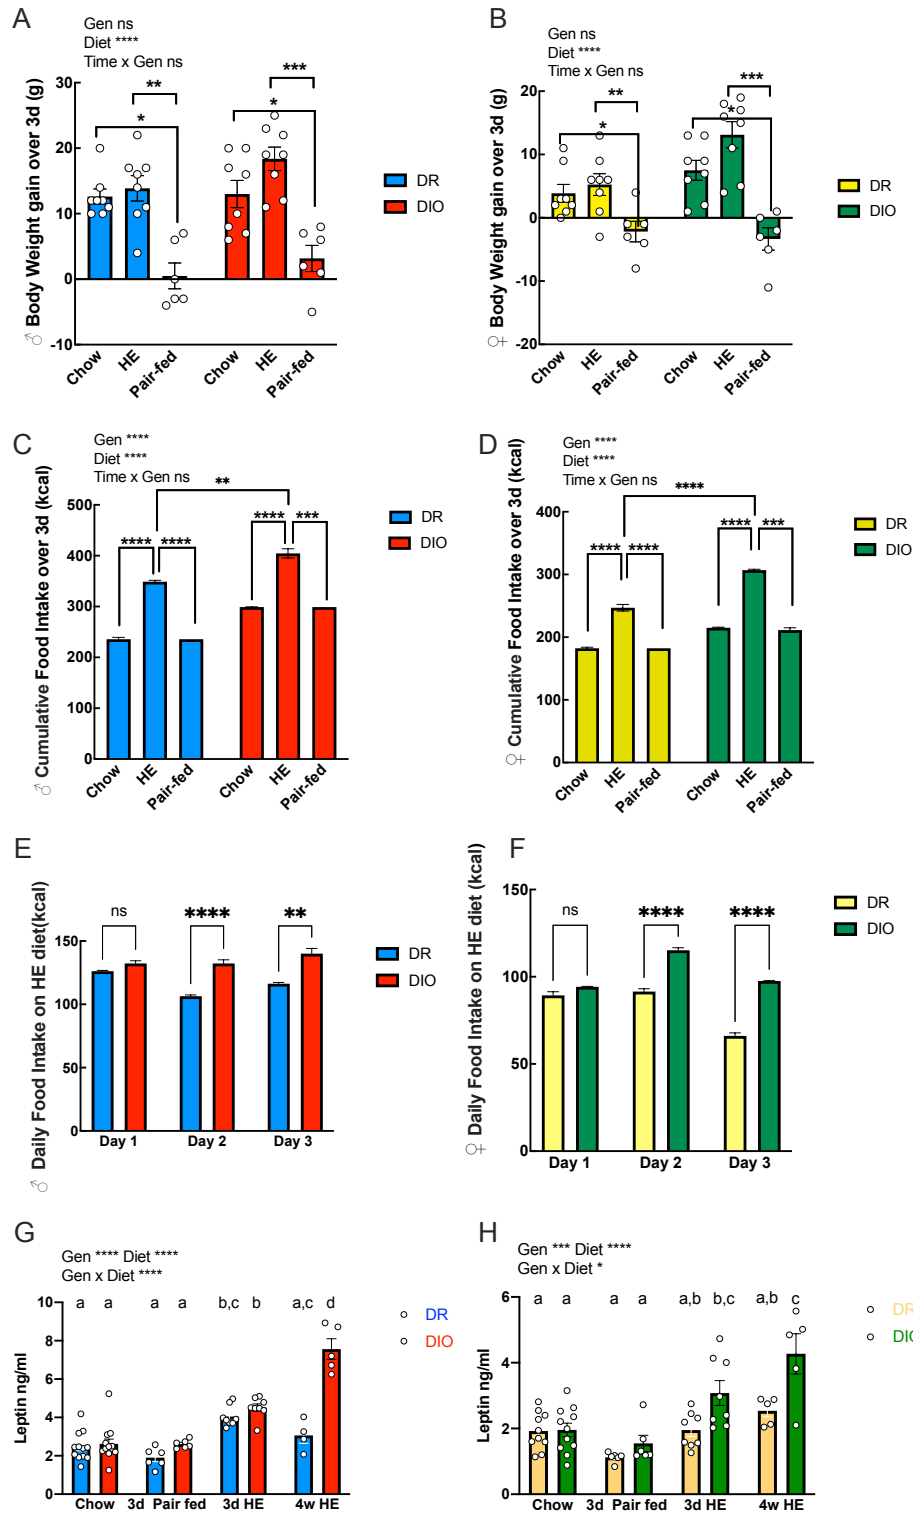 A
Gen ns
Diet ****
Time x Gen ns
♂ Body Weight gain over 3d (g)
30
20
10
0
-10
**
*
***
*
Chow
HE
Pair-fed
Chow
HE
Pair-fed
DR
DIO
B
Gen ns
Diet ****
Time x Gen ns
♀ Body Weight gain over 3d (g)
20
10
0
-10
-20
**
*
***
*
Chow
HE
Pair-fed
Chow
HE
Pair-fed
DR
DIO
C
Gen ****
Diet ****
Time x Gen ns
♂ Cumulative Food Intake over 3d (kcal)
500
400
300
200
100
0
**
**** ****
**** ***
Chow
HE
Pair-fed
Chow
HE
Pair-fed
DR
DIO
D
Gen ****
Diet ****
Time x Gen ns
♀ Cumulative Food Intake over 3d (kcal)
400
300
200
100
0
****
**** ****
**** ***
Chow
HE
Pair-fed
Chow
HE
Pair-fed
DR
DIO
E
♂ Daily Food Intake on HE diet(kcal)
150
100
50
0
ns
****
**
Day 1
Day 2
Day 3
DR
DIO
F
♀ Daily Food Intake on HE diet (kcal)
150
100
50
0
ns
****
****
Day 1
Day 2
Day 3
DR
DIO
G
Gen **** Diet ****
Gen x Diet ****
Leptin ng/ml
10
8
6
4
2
0
a a a a b,c b a,c d
Chow 3d Pair fed 3d HE 4w HE
DR
DIO
H
Gen *** Diet ****
Gen x Diet *
Leptin ng/ml
6
4
2
0
a a a a a,b b,c a,b c
Chow 3d Pair fed 3d HE 4w HE
DR
DIO